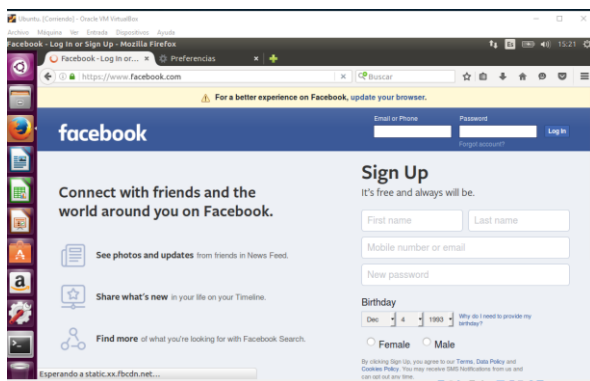 Ubuntu [Corriendo] - Oracle VM VirtualBox
Archivo Máquina Ver Entrada Dispositivos Ayuda
Facebook - Log In or Sign Up - Mozilla Firefox
Es 15:21
Facebook - Log In or... Preferencias
https://www.facebook.com Buscar
For a better experience on Facebook, update your browser.
facebook
Email or Phone Password
Log In
Forgot account?
Sign Up
It's free and always will be.
Connect with friends and the
world around you on Facebook.
First name Last name
Mobile number or email
See photos and updates from friends in News Feed.
New password
Share what's new in your life on your Timeline.
Birthday
Dec 4 1993 Why do I need to provide my
birthday?
Find more of what you're looking for with Facebook Search.
Female Male
By clicking Sign Up, you agree to our Terms, Data Policy and
Cookies Policy. You may receive SMS Notifications from us and
can opt out any time.
Esperando a static.xx.fbcdn.net...